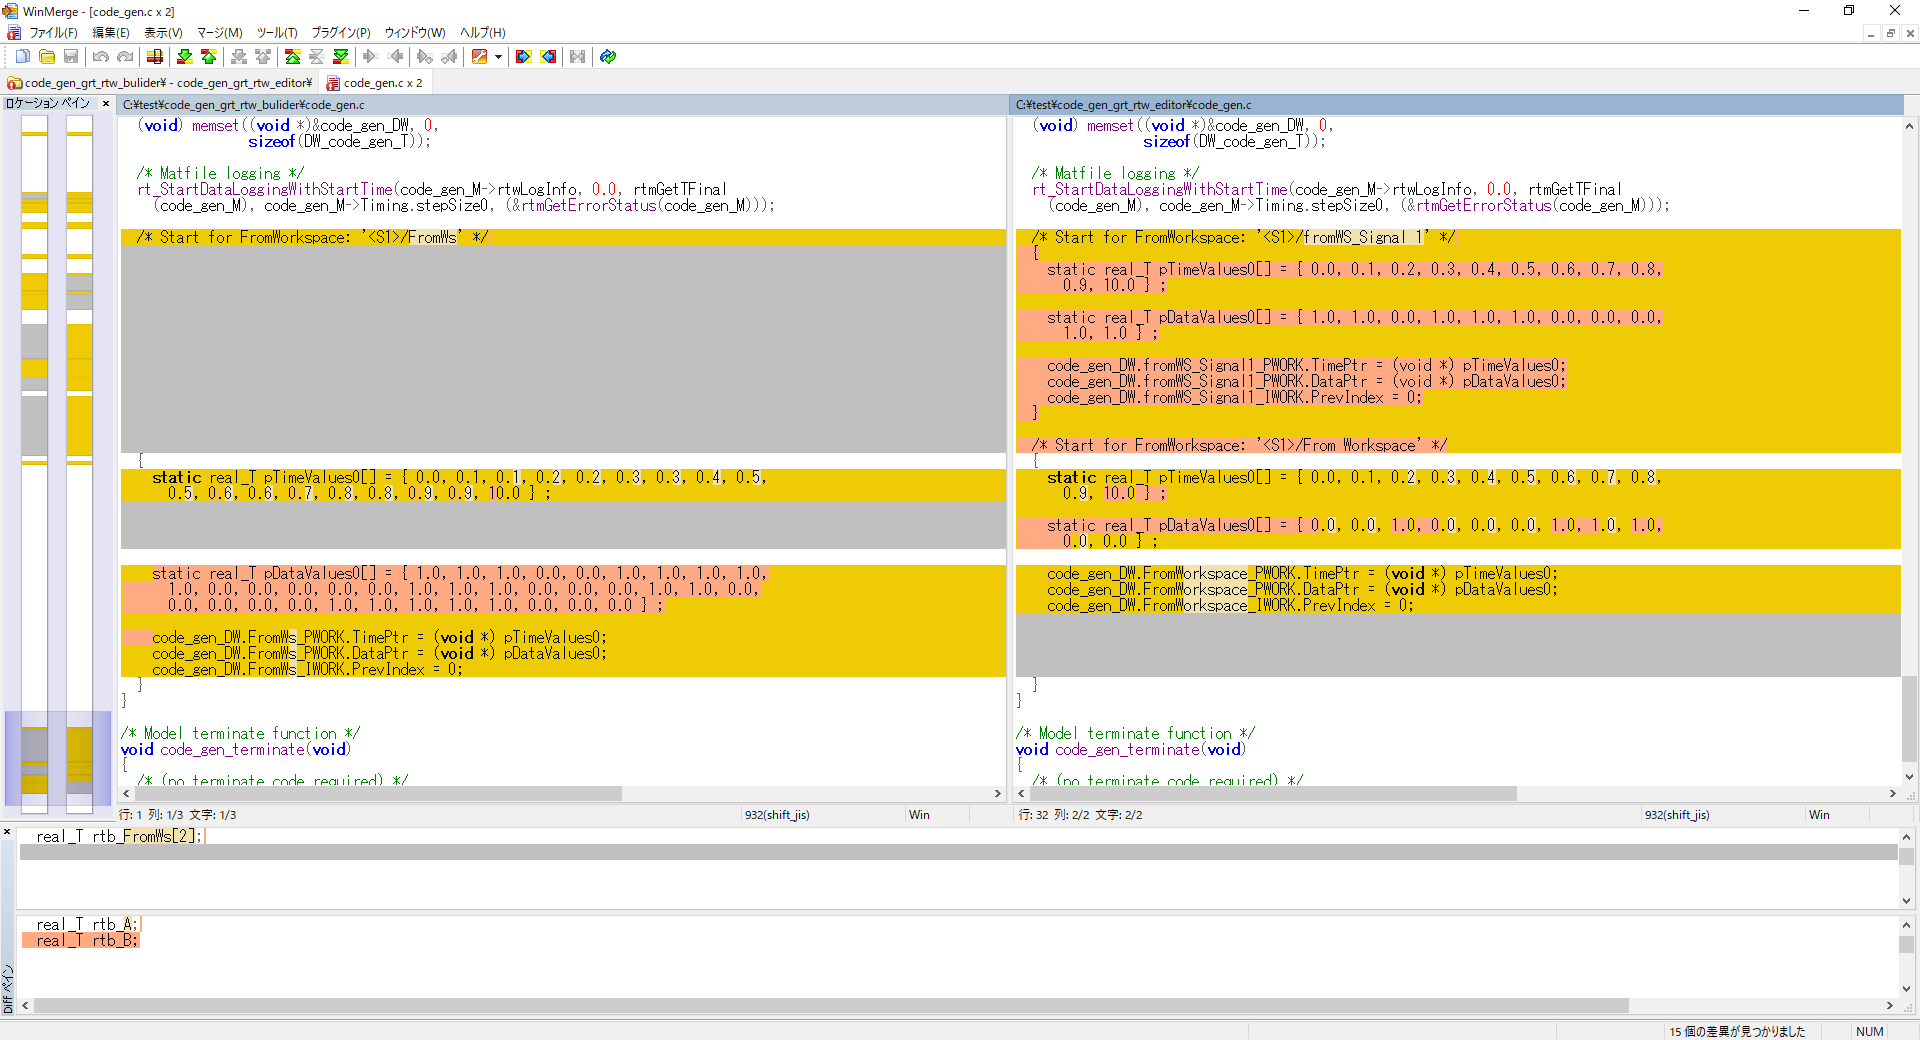 WinMerge - [code_gen.c x 2]
ファイル(F) 編集(E) 表示(V) マージ(M) ツール(T) プラグイン(P) ウィンドウ(W) ヘルプ(H)
code_gen_grt_rtw_bulider¥ - code_gen_grt_rtw_editor¥ code_gen.c x 2
ロケーション ペイン
C:¥test¥code_gen_grt_rtw_bulider¥code_gen.c
(void) memset((void *)&code_gen_DW, 0,
sizeof(DW_code_gen_T));
/* Matfile logging */
rt_StartDataLoggingWithStartTime(code_gen_M->rtwLogInfo, 0.0, rtmGetTFinal
(code_gen_M), code_gen_M->Timing.stepSize0, (&rtmGetErrorStatus(code_gen_M)));
/* Start for FromWorkspace: '<S1>/FromWs' */
{
static real_T pTimeValues0[] = { 0.0, 0.1, 0.1, 0.2, 0.2, 0.3, 0.3, 0.4, 0.5,
0.5, 0.6, 0.6, 0.7, 0.8, 0.8, 0.9, 0.9, 10.0 } ;
static real_T pDataValues0[] = { 1.0, 1.0, 1.0, 0.0, 0.0, 1.0, 1.0, 1.0, 1.0,
1.0, 0.0, 0.0, 0.0, 0.0, 0.0, 1.0, 1.0, 1.0, 0.0, 0.0, 0.0, 1.0, 1.0, 0.0,
0.0, 0.0, 0.0, 0.0, 1.0, 1.0, 1.0, 1.0, 1.0, 0.0, 0.0, 0.0 } ;
code_gen_DW.FromWs_PWORK.TimePtr = (void *) pTimeValues0;
code_gen_DW.FromWs_PWORK.DataPtr = (void *) pDataValues0;
code_gen_DW.FromWs_IWORK.PrevIndex = 0;
}
}
/* Model terminate function */
void code_gen_terminate(void)
{
/* (no terminate code required) */
行: 1 列: 1/3 文字: 1/3 932(shift_jis) Win
C:¥test¥code_gen_grt_rtw_editor¥code_gen.c
(void) memset((void *)&code_gen_DW, 0,
sizeof(DW_code_gen_T));
/* Matfile logging */
rt_StartDataLoggingWithStartTime(code_gen_M->rtwLogInfo, 0.0, rtmGetTFinal
(code_gen_M), code_gen_M->Timing.stepSize0, (&rtmGetErrorStatus(code_gen_M)));
/* Start for FromWorkspace: '<S1>/fromWS_Signal 1' */
{
static real_T pTimeValues0[] = { 0.0, 0.1, 0.2, 0.3, 0.4, 0.5, 0.6, 0.7, 0.8,
0.9, 10.0 } ;
static real_T pDataValues0[] = { 1.0, 1.0, 0.0, 1.0, 1.0, 1.0, 0.0, 0.0, 0.0,
1.0, 1.0 } ;
code_gen_DW.fromWS_Signal1_PWORK.TimePtr = (void *) pTimeValues0;
code_gen_DW.fromWS_Signal1_PWORK.DataPtr = (void *) pDataValues0;
code_gen_DW.fromWS_Signal1_IWORK.PrevIndex = 0;
}
/* Start for FromWorkspace: '<S1>/From Workspace' */
{
static real_T pTimeValues0[] = { 0.0, 0.1, 0.2, 0.3, 0.4, 0.5, 0.6, 0.7, 0.8,
0.9, 10.0 } ;
static real_T pDataValues0[] = { 0.0, 0.0, 1.0, 0.0, 0.0, 0.0, 1.0, 1.0, 1.0,
0.0, 0.0 } ;
code_gen_DW.FromWorkspace_PWORK.TimePtr = (void *) pTimeValues0;
code_gen_DW.FromWorkspace_PWORK.DataPtr = (void *) pDataValues0;
code_gen_DW.FromWorkspace_IWORK.PrevIndex = 0;
}
}
/* Model terminate function */
void code_gen_terminate(void)
{
/* (no terminate code required) */
行: 32 列: 2/2 文字: 2/2 932(shift_jis) Win
real_T rtb_FromWs[2];
real_T rtb_A;
real_T rtb_B;
Diff ペイン
15 個の差異が見つかりました NUM